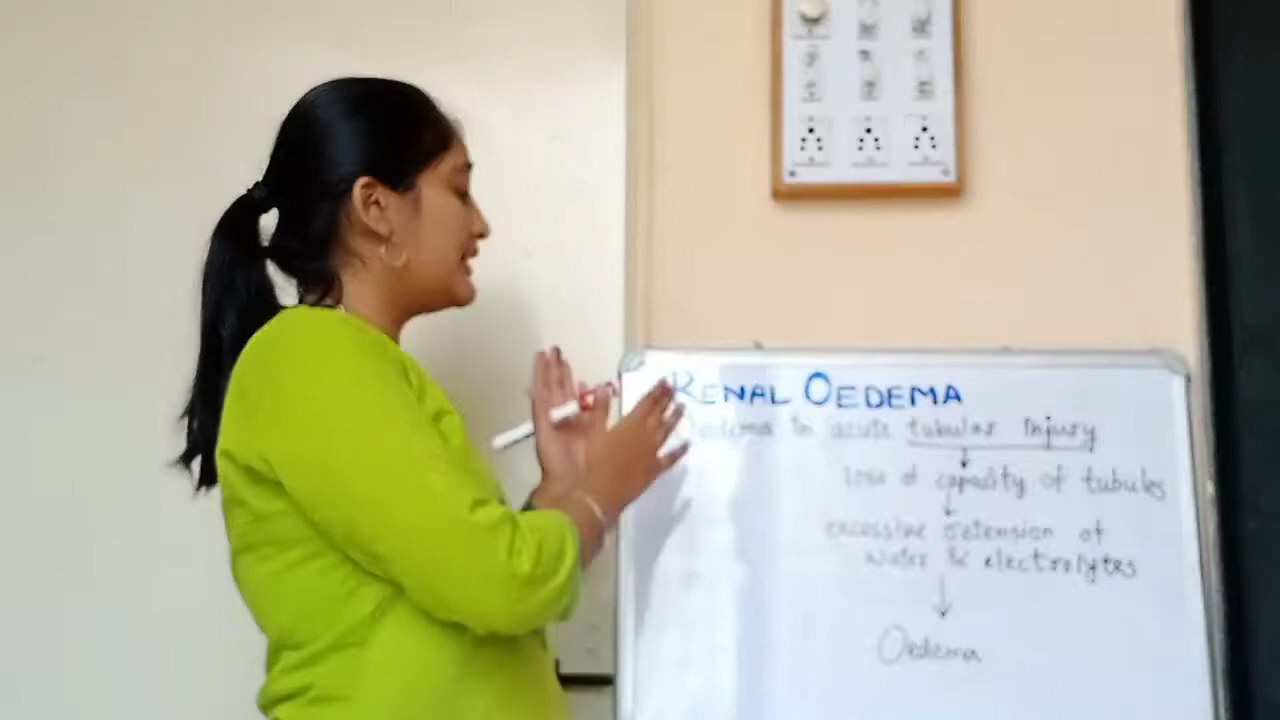 RENAL OEDEMA
oedema in acute tubular injury
loss of capacity of tubules
excessive retension of
water & electrolytes
Oedema